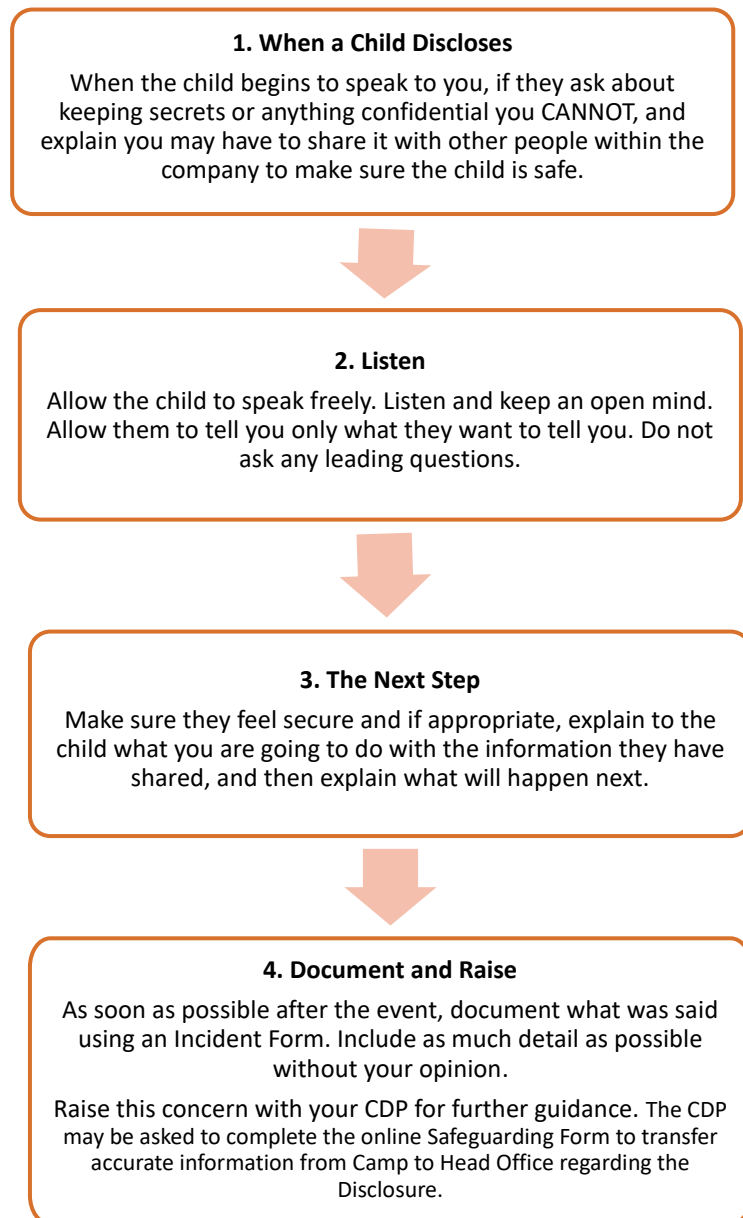 1. When a Child Discloses
When the child begins to speak to you, if they ask about
keeping secrets or anything confidential you CANNOT, and
explain you may have to share it with other people within the
company to make sure the child is safe.
2. Listen
Allow the child to speak freely. Listen and keep an open mind.
Allow them to tell you only what they want to tell you. Do not
ask any leading questions.
3. The Next Step
Make sure they feel secure and if appropriate, explain to the
child what you are going to do with the information they have
shared, and then explain what will happen next.
4. Document and Raise
As soon as possible after the event, document what was said
using an Incident Form. Include as much detail as possible
without your opinion.
Raise this concern with your CDP for further guidance. The CDP
may be asked to complete the online Safeguarding Form to transfer
accurate information from Camp to Head Office regarding the
Disclosure.